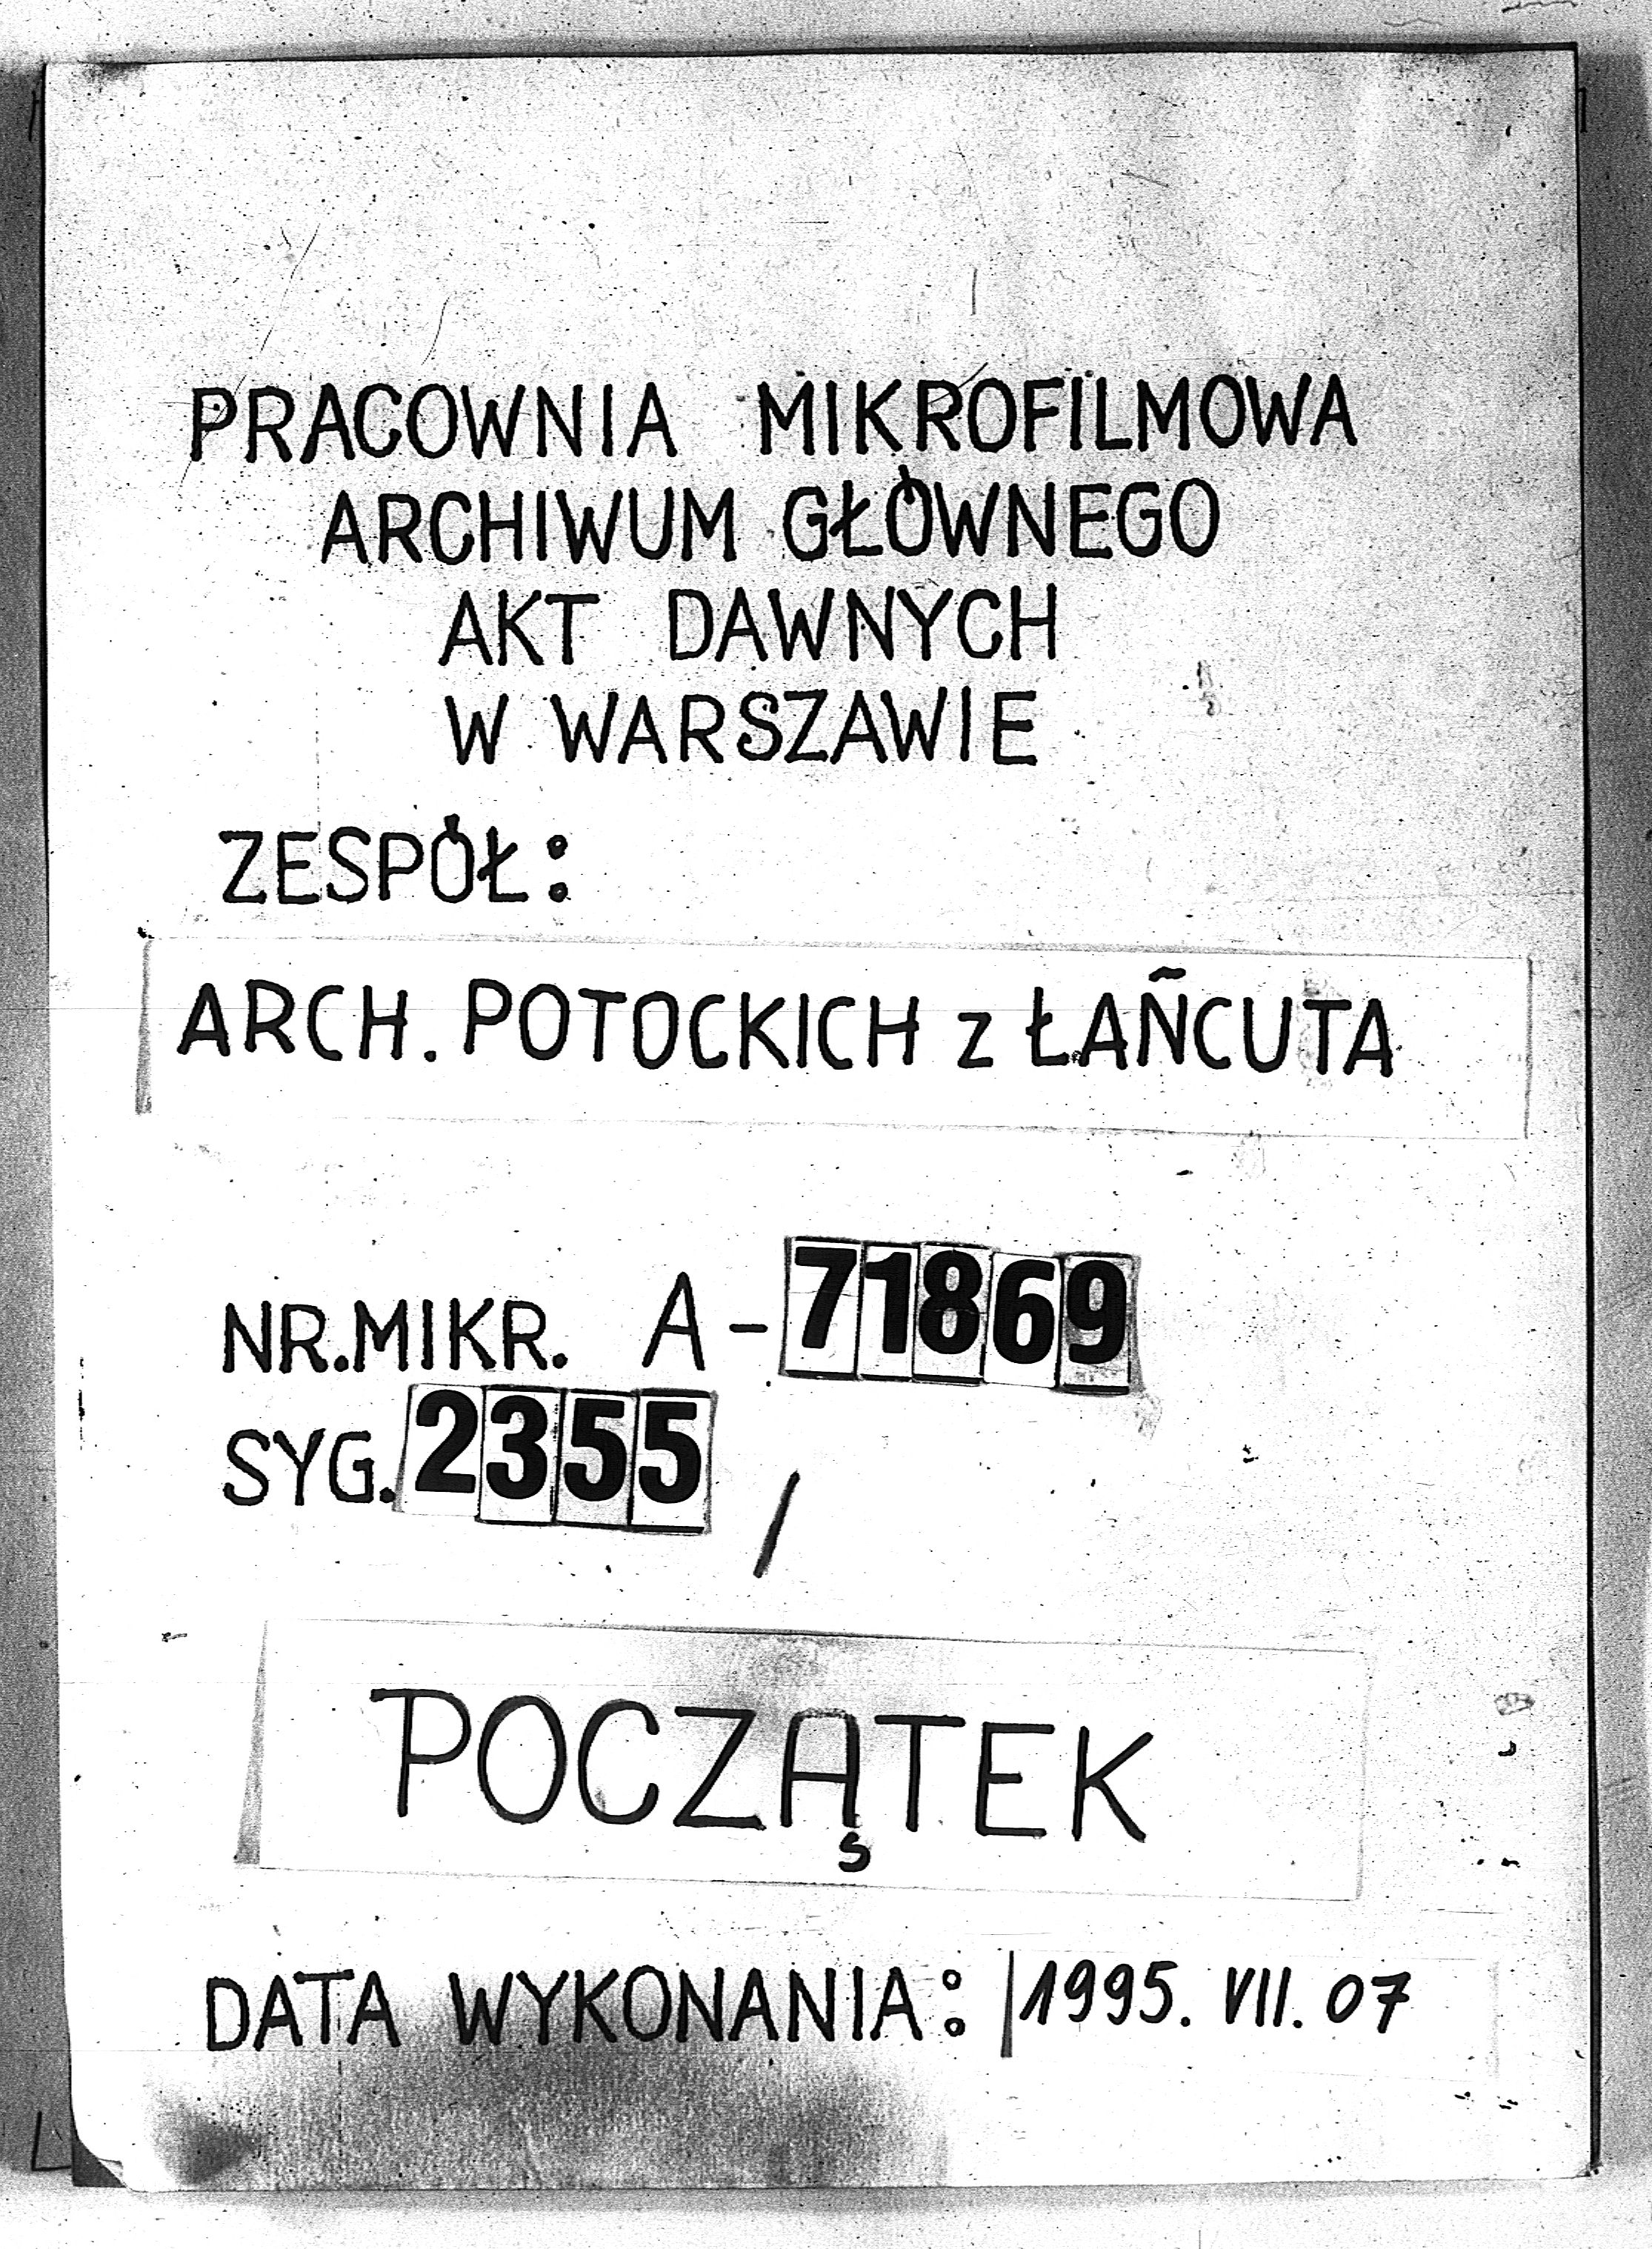 PRACOWNIA MIKROFILMOWA
ARCHIWUM GŁÓWNEGO
AKT DAWNYCH
W WARSZAWIE
ZESPÓŁ:
ARCH. POTOCKICH z ŁAŃCUTA
NR.MIKR. A-71869
SYG. 2355 /
POCZĄTEK
DATA WYKONANIA: 1995. VII. 07